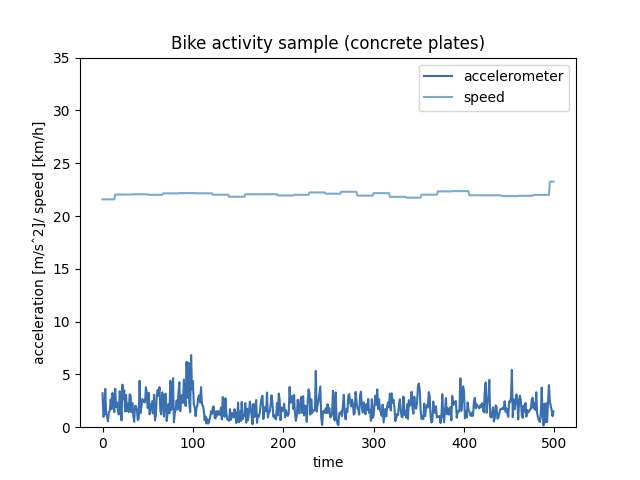 Bike activity sample (concrete plates)
accelerometer
speed
acceleration [m/s^2]/ speed [km/h]
35
30
25
20
15
10
5
0
0 100 200 300 400 500
time